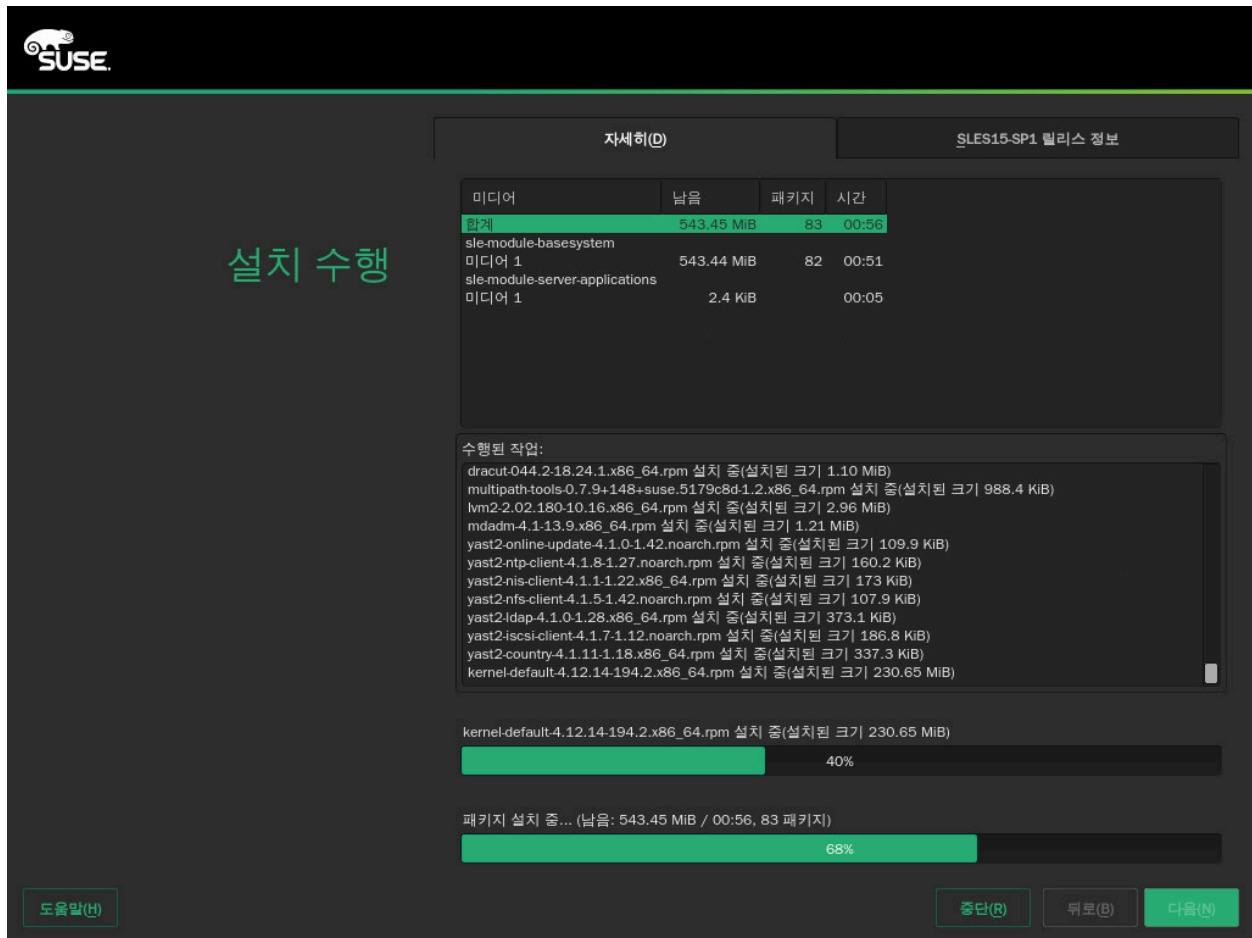 SUSE.
자세히(D)
SLES15-SP1 릴리스 정보
설치 수행
미디어 남음 패키지 시간
합계 543.45 MiB 83 00:56
sle-module-basesystem
미디어 1 543.44 MiB 82 00:51
sle-module-server-applications
미디어 1 2.4 KiB 00:05
수행된 작업:
dracut-044.2-18.24.1.x86_64.rpm 설치 중(설치된 크기 1.10 MiB)
multipath-tools-0.7.9+148+suse.5179c8d-1.2.x86_64.rpm 설치 중(설치된 크기 988.4 KiB)
lvm2-2.02.180-10.16.x86_64.rpm 설치 중(설치된 크기 2.96 MiB)
mdadm-4.1-13.9.x86_64.rpm 설치 중(설치된 크기 1.21 MiB)
yast2-online-update-4.1.0-1.42.noarch.rpm 설치 중(설치된 크기 109.9 KiB)
yast2-ntp-client-4.1.8-1.27.noarch.rpm 설치 중(설치된 크기 160.2 KiB)
yast2-nis-client-4.1.1-1.22.x86_64.rpm 설치 중(설치된 크기 173 KiB)
yast2-nfs-client-4.1.5-1.42.noarch.rpm 설치 중(설치된 크기 107.9 KiB)
yast2-ldap-4.1.0-1.28.x86_64.rpm 설치 중(설치된 크기 373.1 KiB)
yast2-iscsi-client-4.1.7-1.12.noarch.rpm 설치 중(설치된 크기 186.8 KiB)
yast2-country-4.1.11-1.18.x86_64.rpm 설치 중(설치된 크기 337.3 KiB)
kernel-default-4.12.14-194.2.x86_64.rpm 설치 중(설치된 크기 230.65 MiB)
kernel-default-4.12.14-194.2.x86_64.rpm 설치 중(설치된 크기 230.65 MiB)
40%
패키지 설치 중... (남음: 543.45 MiB / 00:56, 83 패키지)
68%
도움말(H) 중단(R) 뒤로(B) 다음(N)